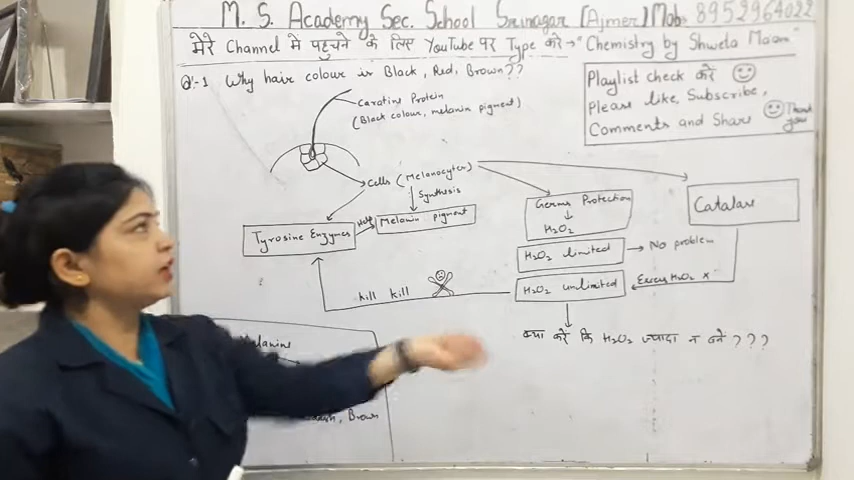 M. S. Academy Sec. School Srinagar [Ajmer] Mob. 8952964022
मेरे Channel में पहुचने के लिए YouTube पर Type करे → "Chemistry by Shweta Maam"
Q-1 Why hair colour is Black, Red, Brown??
Playlist check करे
Please like, Subscribe,
Comments and Share Thank you
Caratine Protein
(Black colour, melanin pigment)
Cells (Melanocytes)
Synthesis
Tyrosine Enzymes
Help
Melanin pigment
Germs Protection
H₂O₂
Catalase
H₂O₂ limited → No problem
H₂O₂ unlimited
Excess H₂O₂ x
kill kill
क्या करें कि H₂O₂ ज्यादा न बने ???
Brown